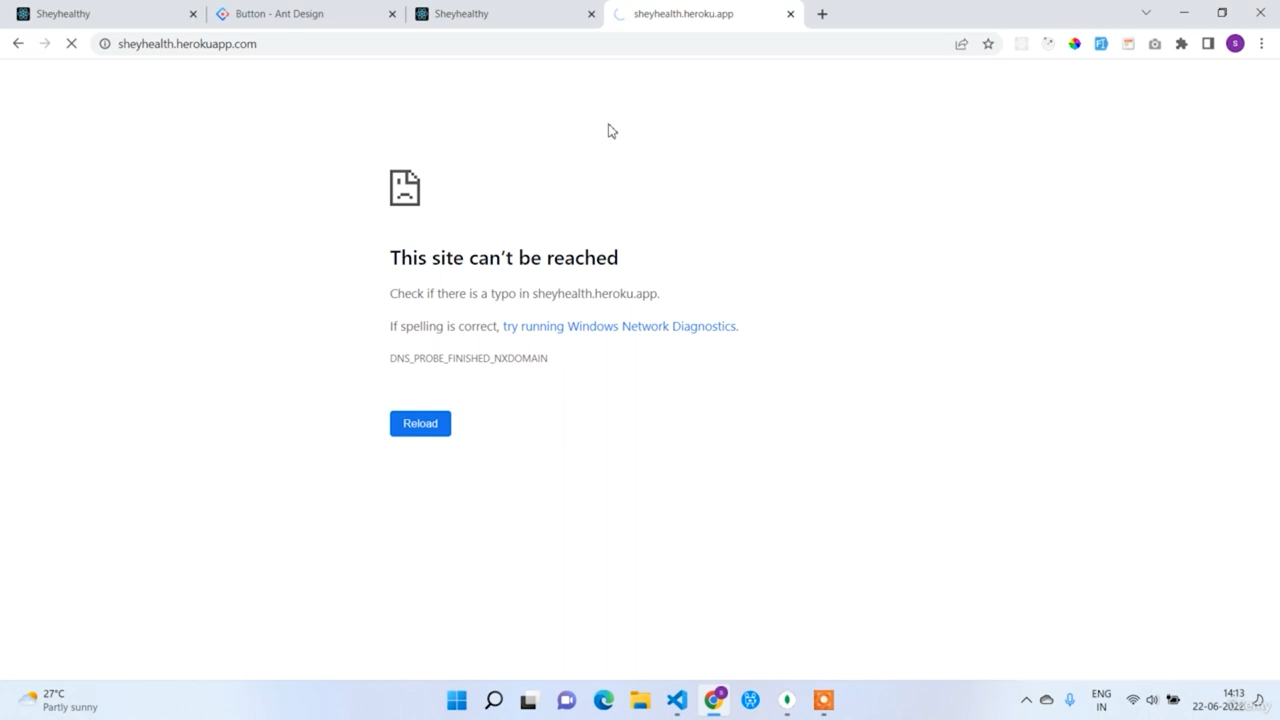 Sheyhealthy
Button - Ant Design
Sheyhealthy
sheyhealth.heroku.app
sheyhealth.herokuapp.com
S
This site can't be reached
Check if there is a typo in sheyhealth.heroku.app.
If spelling is correct, try running Windows Network Diagnostics.
DNS_PROBE_FINISHED_NXDOMAIN
Reload
27°C
Partly sunny
ENG
IN
14:13
22-06-2022